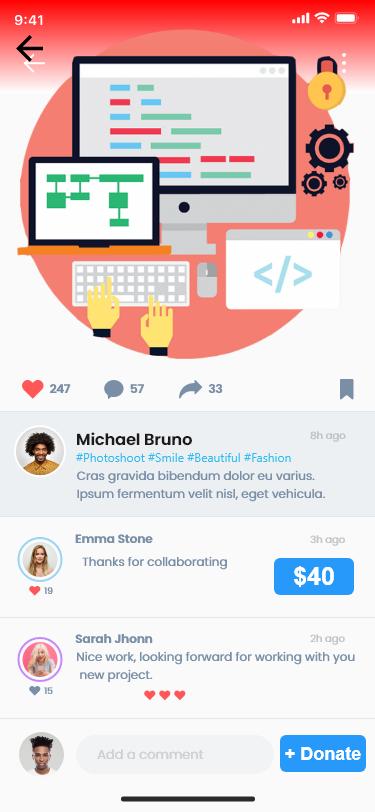 9:41
</>
247 57 33
Michael Bruno 8h ago
#Photoshoot #Smile #Beautiful #Fashion
Cras gravida bibendum dolor eu varius.
Ipsum fermentum velit nisl, eget vehicula.
Emma Stone 3h ago
Thanks for collaborating
$40
19
Sarah Jhonn 2h ago
Nice work, looking forward for working with you
new project.
15
Add a comment + Donate